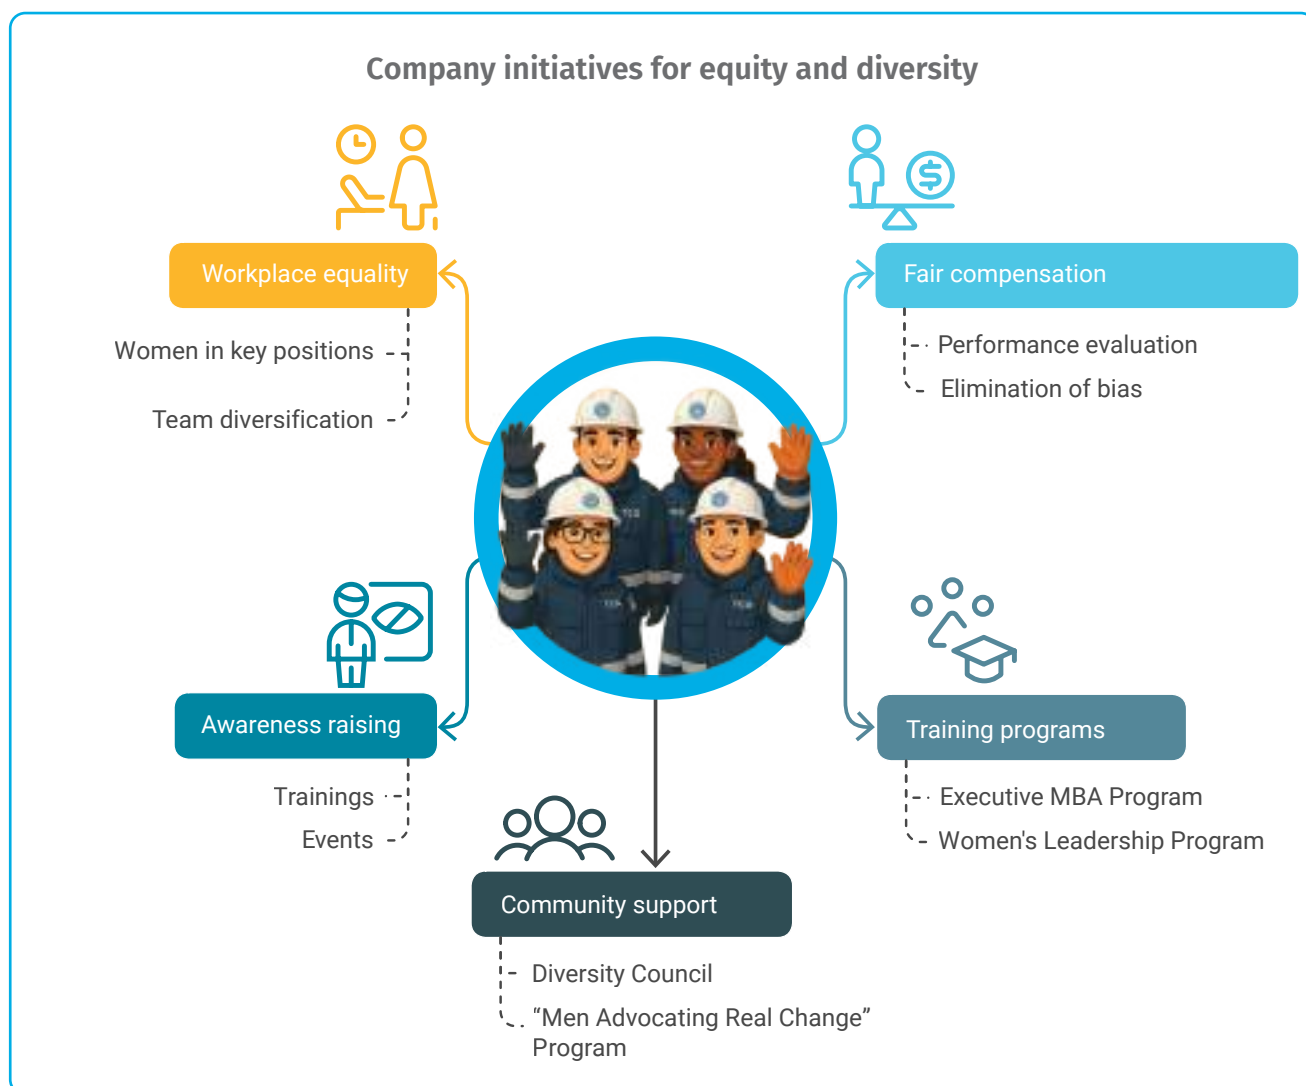 Company initiatives for equity and diversity
Workplace equality
Women in key positions
Team diversification
Fair compensation
Performance evaluation
Elimination of bias
Awareness raising
Trainings
Events
Training programs
Executive MBA Program
Women's Leadership Program
Community support
Diversity Council
“Men Advocating Real Change”
Program